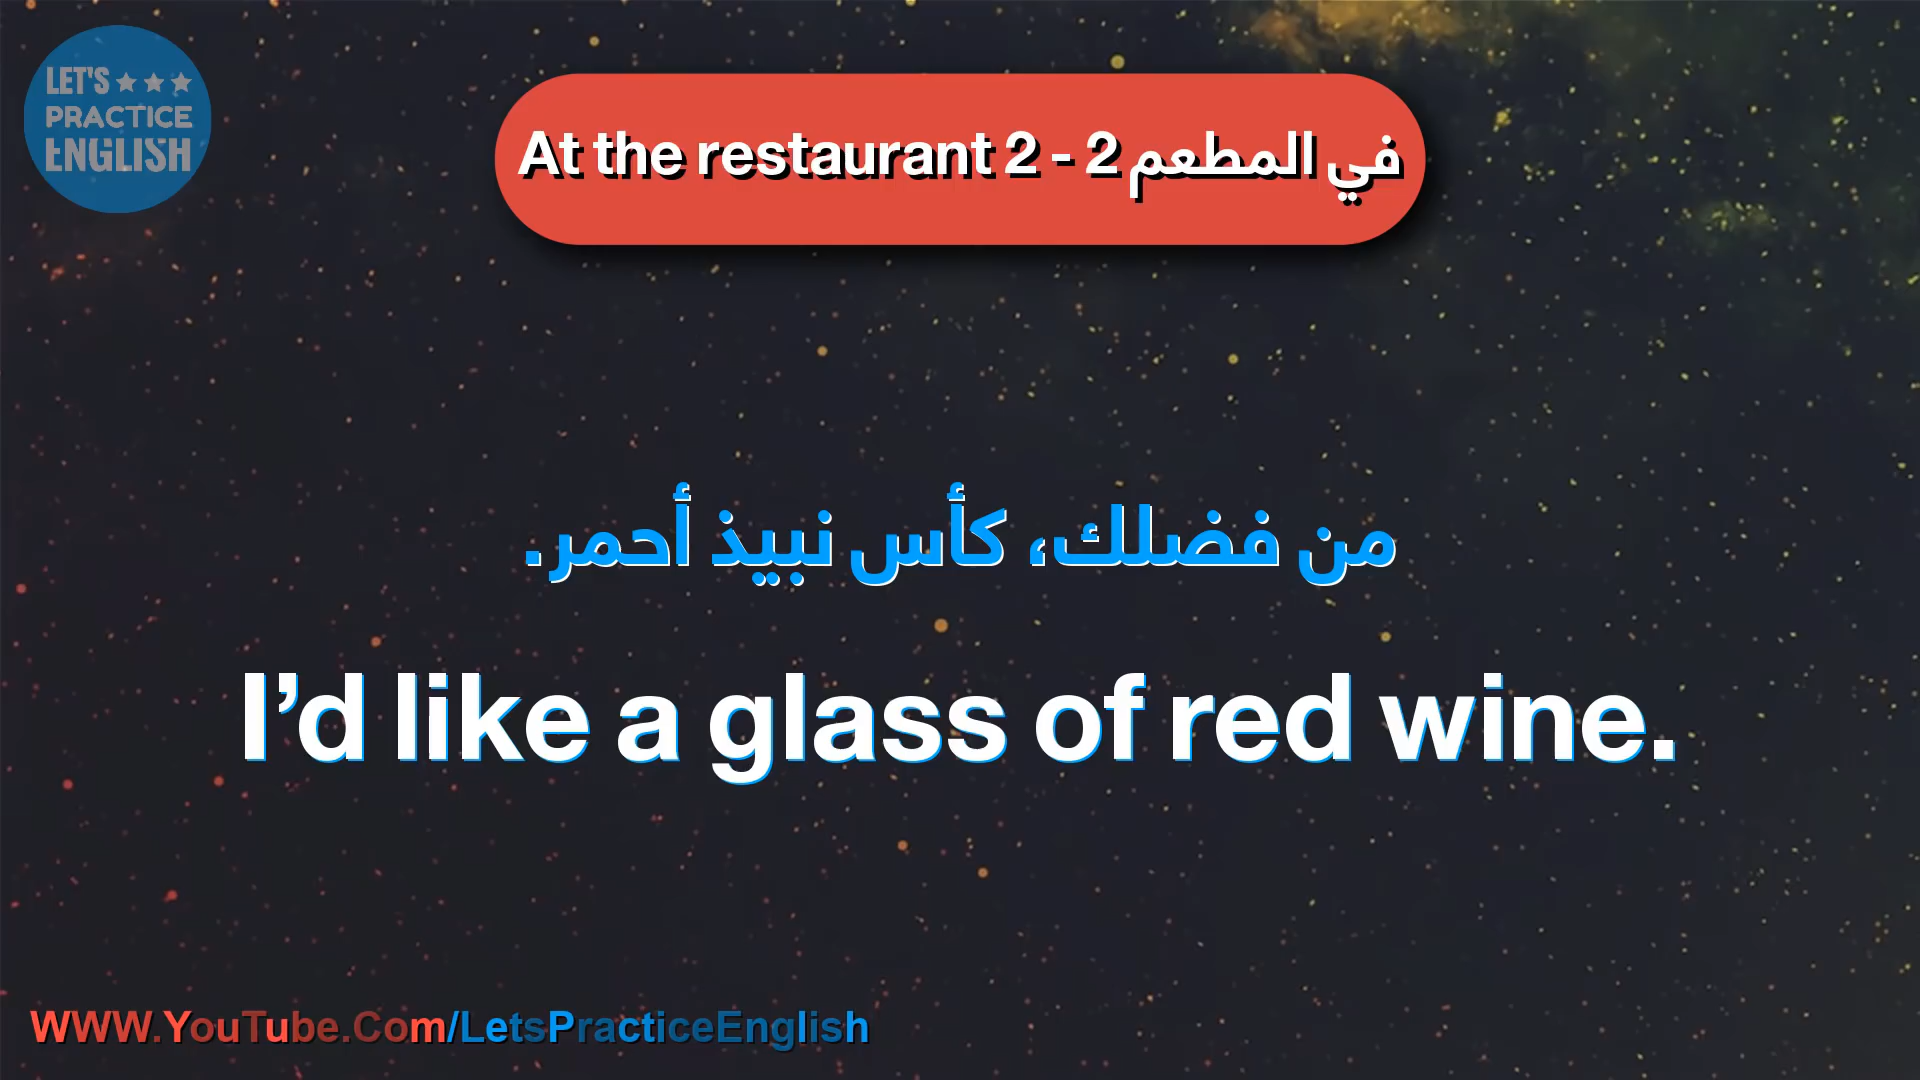 LET'S
PRACTICE
ENGLISH
At the restaurant 2 - 2 في المطعم
من فضلك، كأس نبيذ أحمر.
I’d like a glass of red wine.
WWW.YouTube.Com/LetsPracticeEnglish